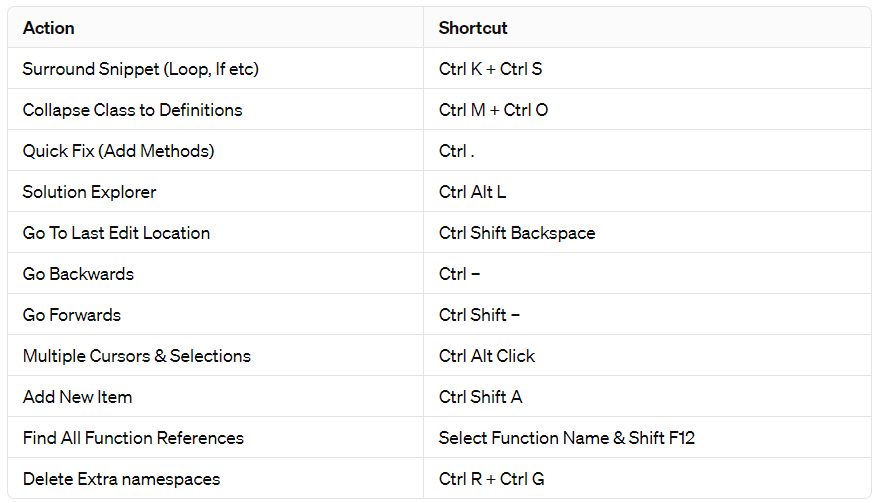 Action Shortcut
Surround Snippet (Loop, If etc) Ctrl K + Ctrl S
Collapse Class to Definitions Ctrl M + Ctrl O
Quick Fix (Add Methods) Ctrl .
Solution Explorer Ctrl Alt L
Go To Last Edit Location Ctrl Shift Backspace
Go Backwards Ctrl –
Go Forwards Ctrl Shift –
Multiple Cursors & Selections Ctrl Alt Click
Add New Item Ctrl Shift A
Find All Function References Select Function Name & Shift F12
Delete Extra namespaces Ctrl R + Ctrl G